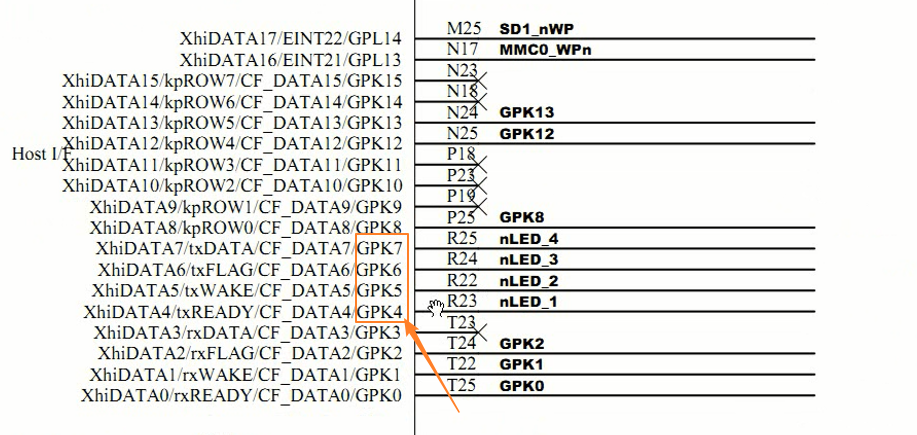 XhiDATA17/EINT22/GPL14 M25 SD1_nWP
XhiDATA16/EINT21/GPL13 N17 MMC0_WPn
XhiDATA15/kpROW7/CF_DATA15/GPK15 N23
XhiDATA14/kpROW6/CF_DATA14/GPK14 N18
XhiDATA13/kpROW5/CF_DATA13/GPK13 N24 GPK13
XhiDATA12/kpROW4/CF_DATA12/GPK12 N25 GPK12
Host I/F
XhiDATA11/kpROW3/CF_DATA11/GPK11 P18
XhiDATA10/kpROW2/CF_DATA10/GPK10 P23
XhiDATA9/kpROW1/CF_DATA9/GPK9 P19
XhiDATA8/kpROW0/CF_DATA8/GPK8 P25 GPK8
XhiDATA7/txDATA/CF_DATA7/GPK7 R25 nLED_4
XhiDATA6/txFLAG/CF_DATA6/GPK6 R24 nLED_3
XhiDATA5/txWAKE/CF_DATA5/GPK5 R22 nLED_2
XhiDATA4/txREADY/CF_DATA4/GPK4 R23 nLED_1
XhiDATA3/rxDATA/CF_DATA3/GPK3 T23
XhiDATA2/rxFLAG/CF_DATA2/GPK2 T24 GPK2
XhiDATA1/rxWAKE/CF_DATA1/GPK1 T22 GPK1
XhiDATA0/rxREADY/CF_DATA0/GPK0 T25 GPK0